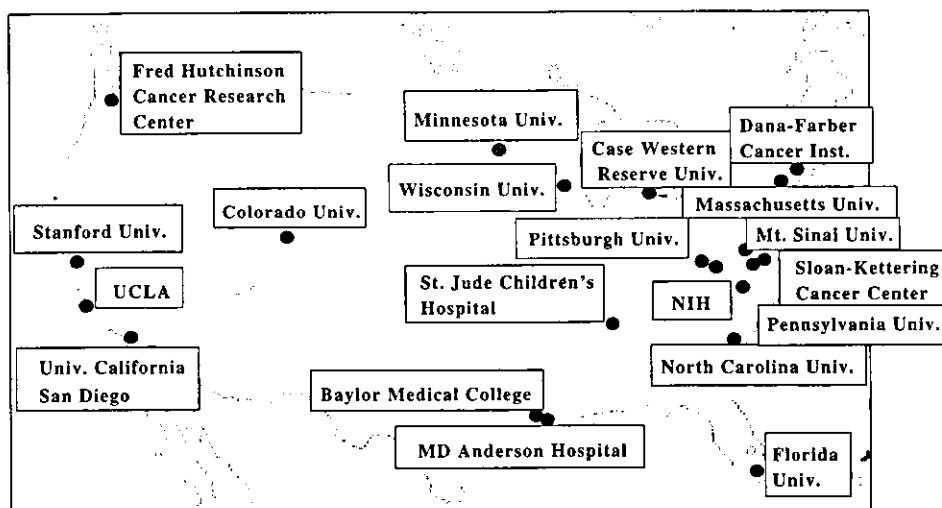 Fred Hutchinson
Cancer Research
Center
Minnesota Univ.
Dana-Farber
Cancer Inst.
Case Western
Reserve Univ.
Wisconsin Univ.
Massachusetts Univ.
Colorado Univ.
Stanford Univ.
Pittsburgh Univ.
Mt. Sinai Univ.
UCLA
St. Jude Children's
Hospital
NIH
Sloan-Kettering
Cancer Center
Pennsylvania Univ.
Univ. California
San Diego
North Carolina Univ.
Baylor Medical College
MD Anderson Hospital
Florida
Univ.